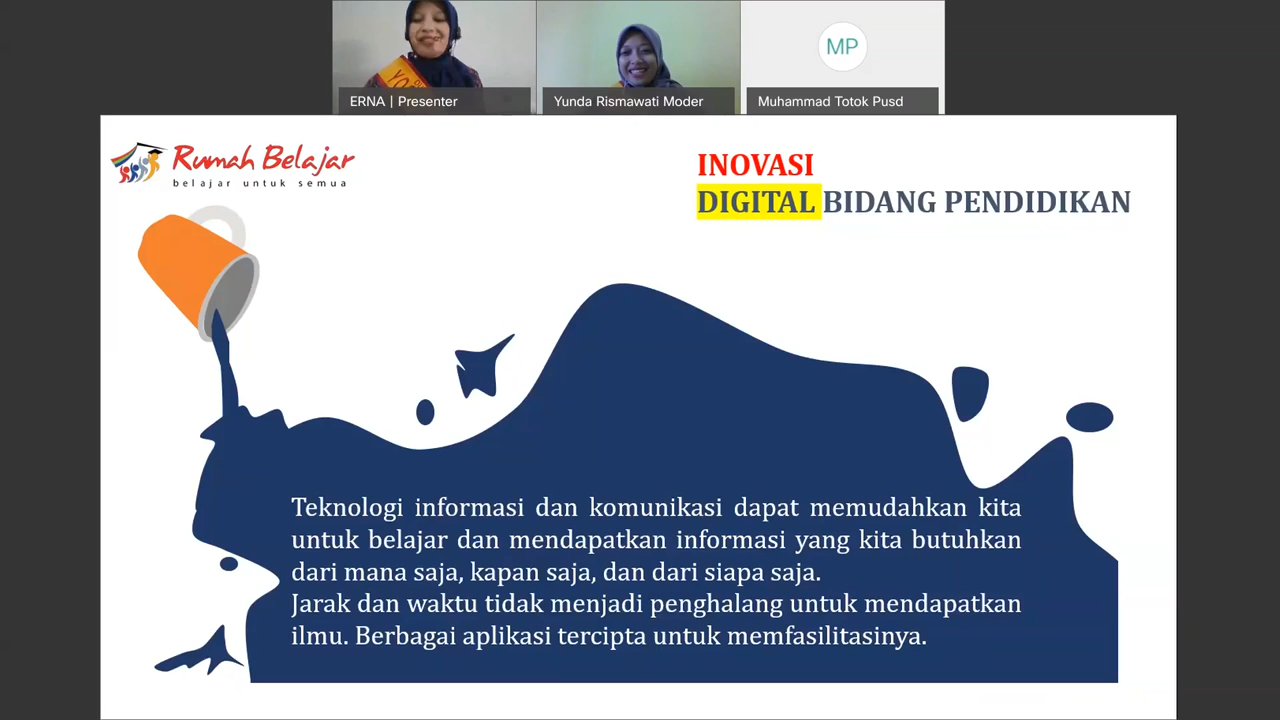 ERNA | Presenter
Yunda Rismawati Moder
MP
Muhammad Totok Pusd
Rumah Belajar
belajar untuk semua
INOVASI
DIGITAL BIDANG PENDIDIKAN
Teknologi informasi dan komunikasi dapat memudahkan kita
untuk belajar dan mendapatkan informasi yang kita butuhkan
dari mana saja, kapan saja, dan dari siapa saja.
Jarak dan waktu tidak menjadi penghalang untuk mendapatkan
ilmu. Berbagai aplikasi tercipta untuk memfasilitasinya.